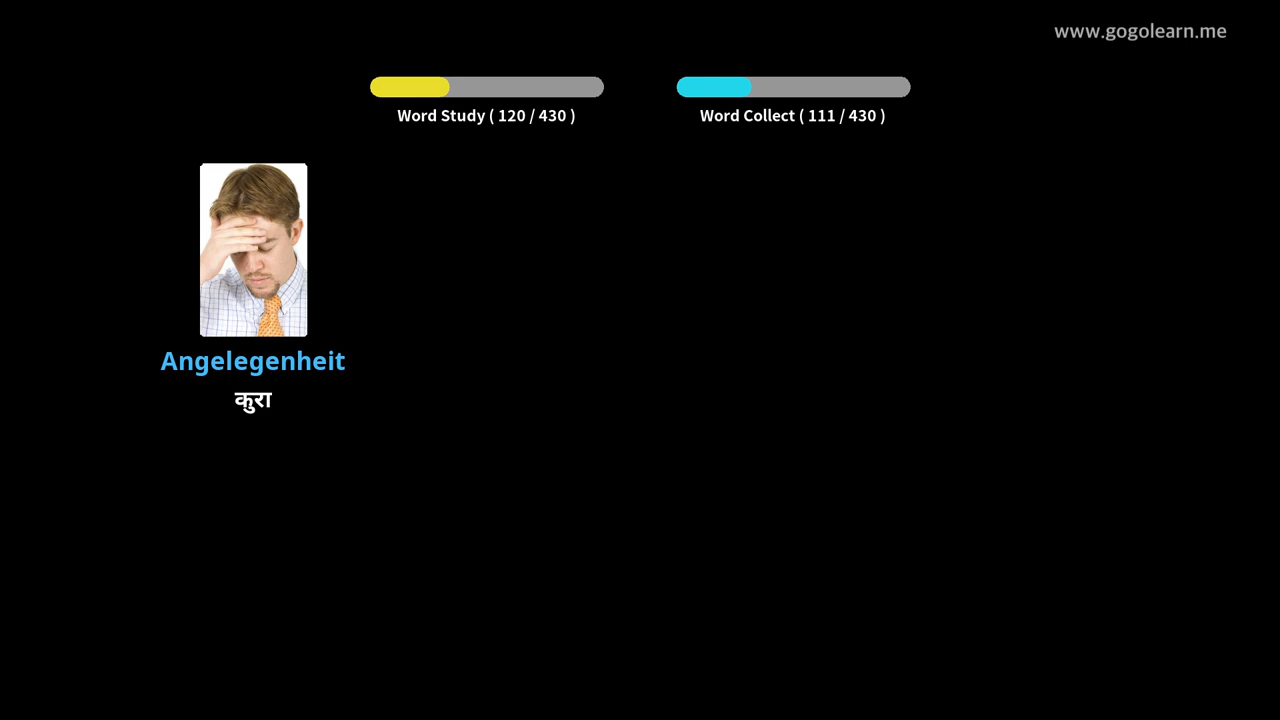 www.gogolearn.me
Word Study ( 120 / 430 )
Word Collect ( 111 / 430 )
Angelegenheit
कुरा